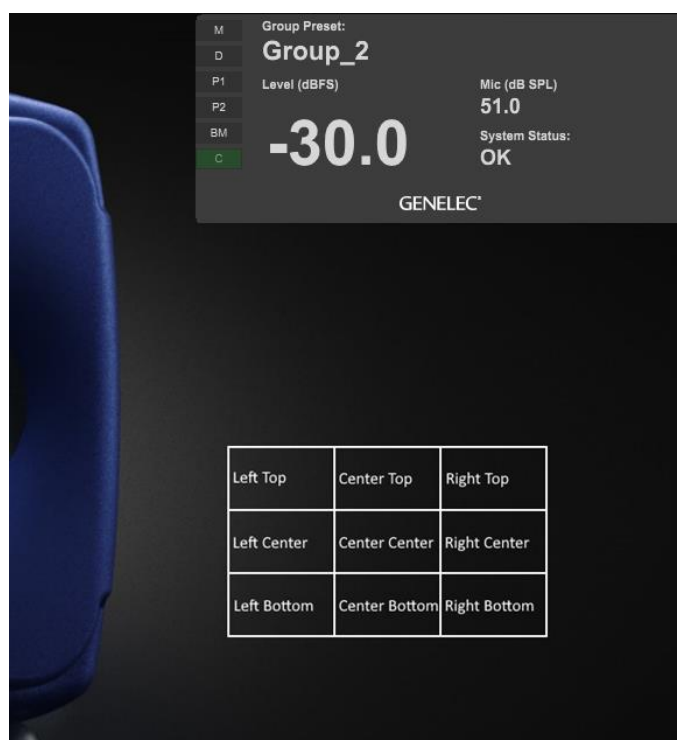 M
D
P1
P2
BM
C
Group Preset:
Group_2
Level (dBFS)
-30.0
Mic (dB SPL)
51.0
System Status:
OK
GENELEC®
Left Top Center Top Right Top
Left Center Center Center Right Center
Left Bottom Center Bottom Right Bottom